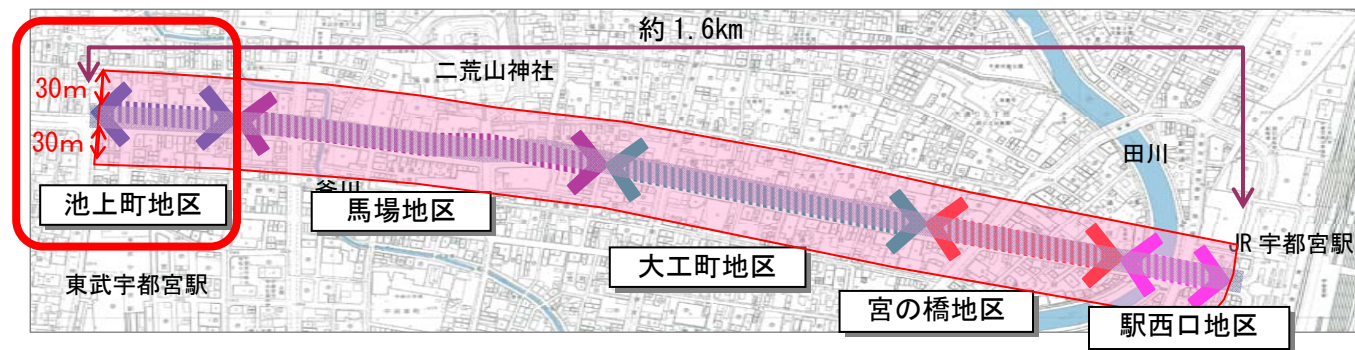 約 1.6km
二荒山神社
30m
30m
田川
釜川
池上町地区
馬場地区
JR 宇都宮駅
大工町地区
東武宇都宮駅
宮の橋地区
駅西口地区